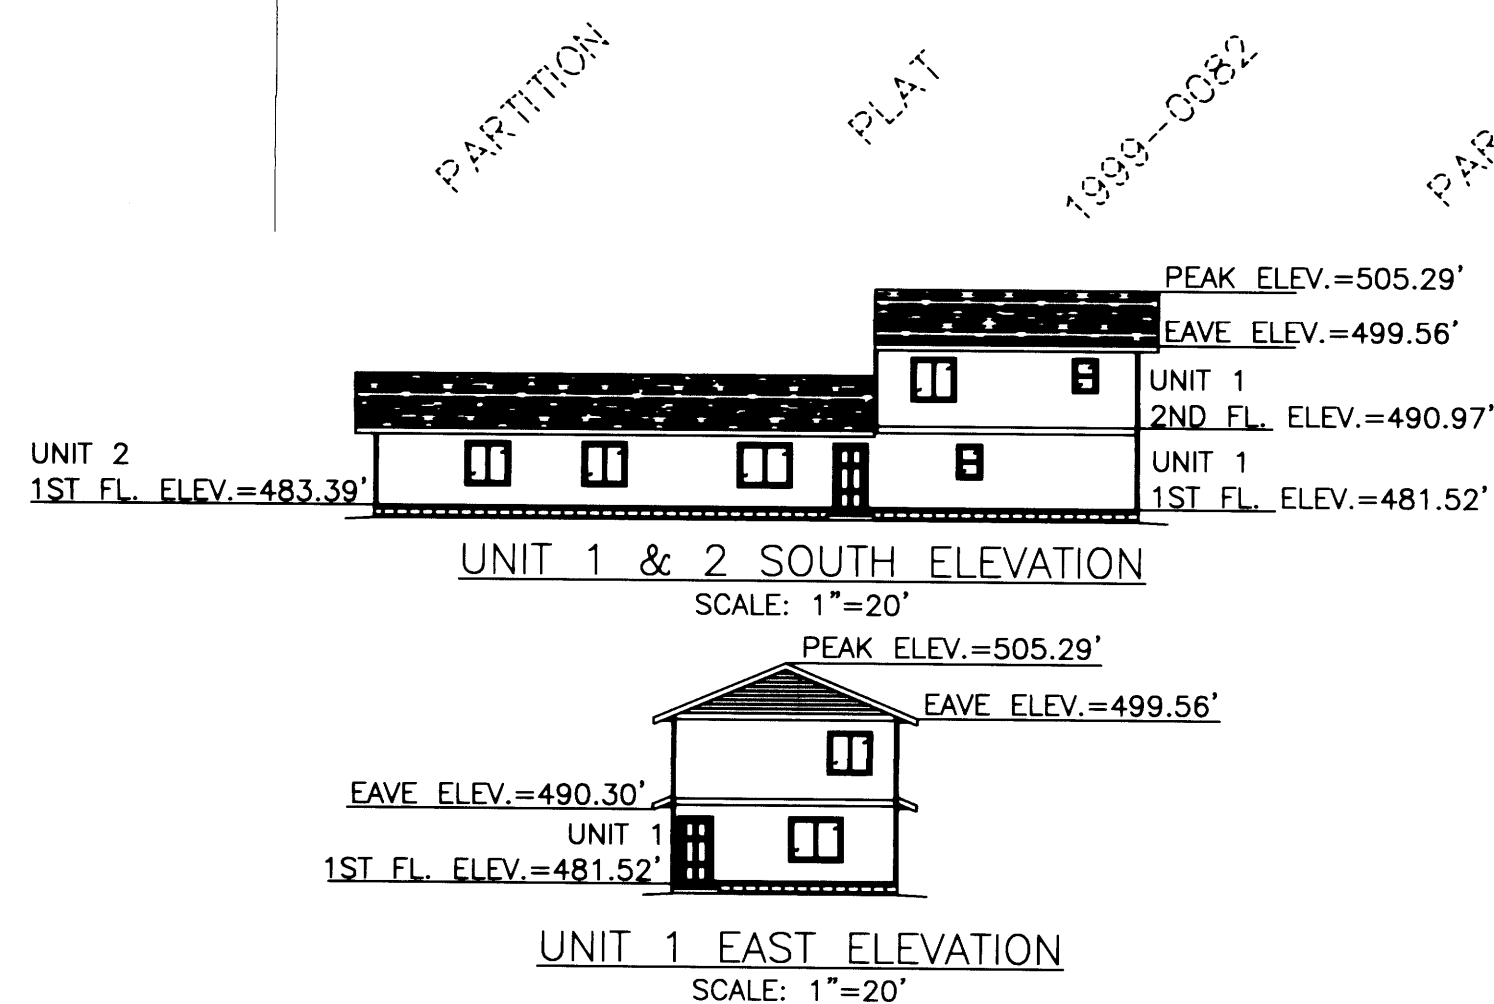 PARTITION
PLAT
1999-0082
PAR
PEAK ELEV.=505.29'
EAVE ELEV.=499.56'
UNIT 1
2ND FL. ELEV.=490.97'
UNIT 2
1ST FL. ELEV.=483.39'
UNIT 1
1ST FL. ELEV.=481.52'
UNIT 1 & 2 SOUTH ELEVATION
SCALE: 1"=20'
PEAK ELEV.=505.29'
EAVE ELEV.=499.56'
EAVE ELEV.=490.30'
UNIT 1
1ST FL. ELEV.=481.52'
UNIT 1 EAST ELEVATION
SCALE: 1"=20'